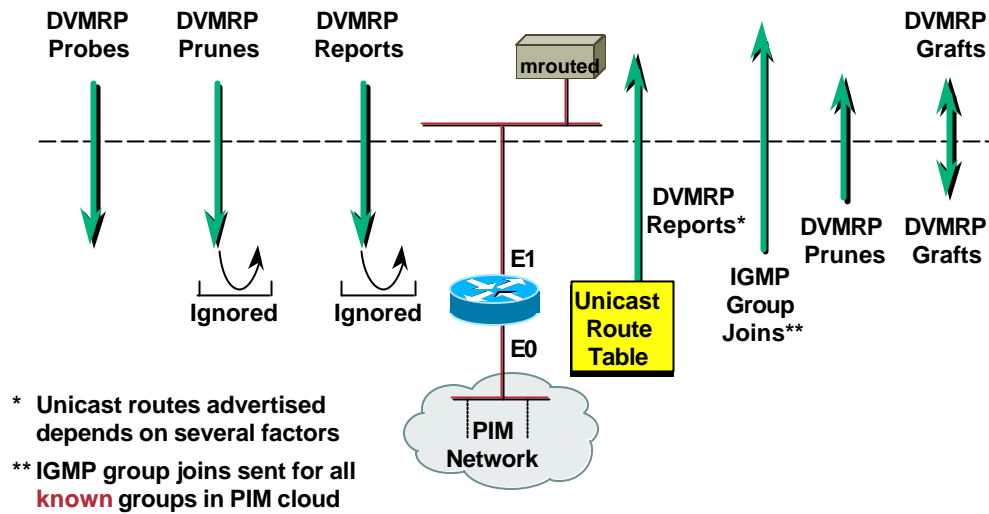 DVMRP
Probes
DVMRP
Prunes
DVMRP
Reports
mrouted
DVMRP
Grafts
DVMRP
Reports*
DVMRP
Prunes
DVMRP
Grafts
Ignored
Ignored
E1
E0
Unicast
Route
Table
IGMP
Group
Joins**
PIM
Network
* Unicast routes advertised
depends on several factors
** IGMP group joins sent for all
known groups in PIM cloud